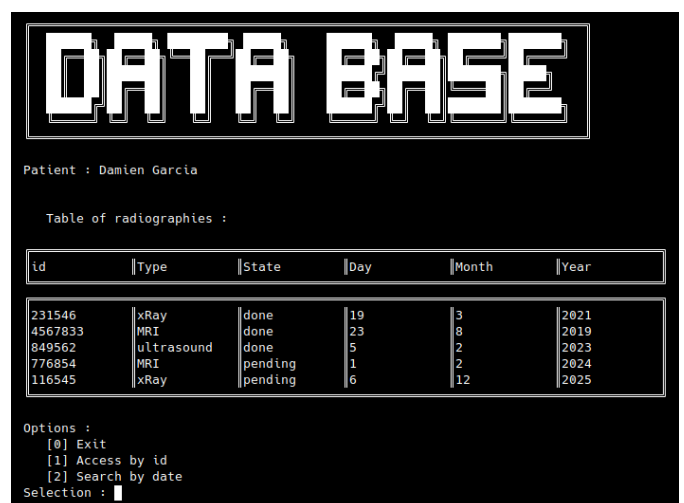 DATA BASE
Patient : Damien Garcia
Table of radiographies :
id Type State Day Month Year
231546 xRay done 19 3 2021
4567833 MRI done 23 8 2019
849562 ultrasound done 5 2 2023
776854 MRI pending 1 2 2024
116545 xRay pending 6 12 2025
Options :
[0] Exit
[1] Access by id
[2] Search by date
Selection :